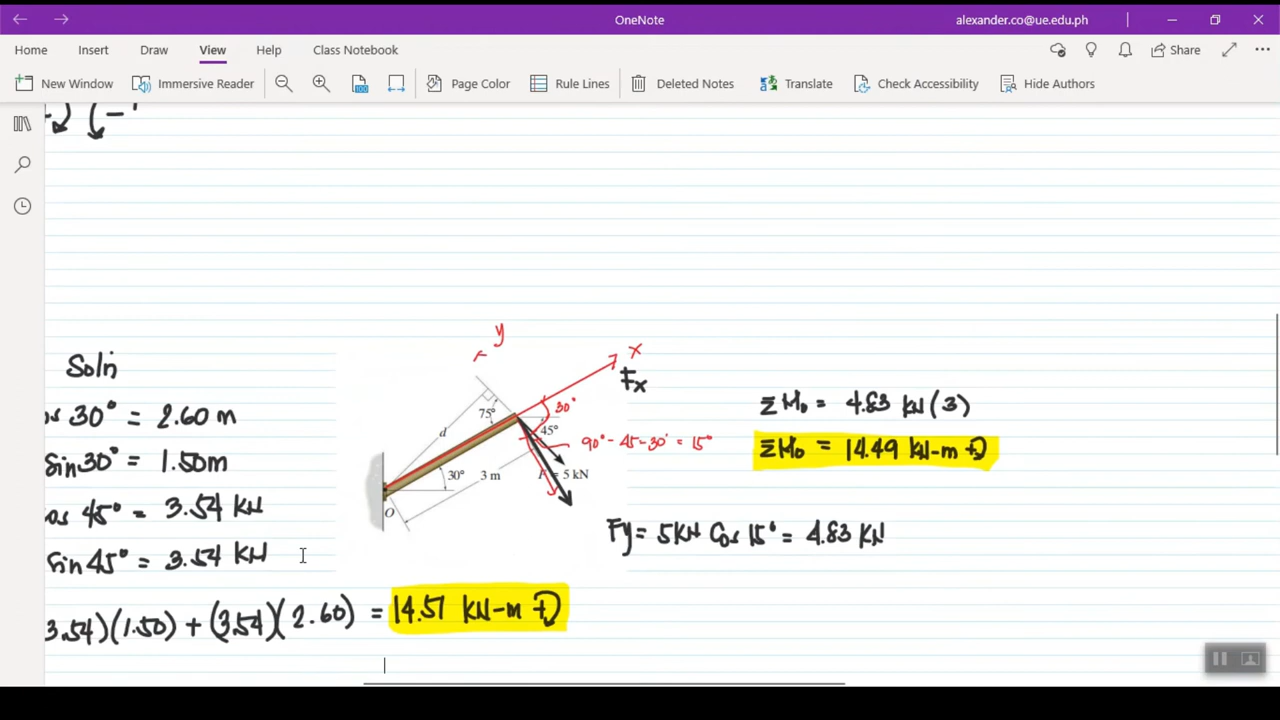 OneNote
alexander.co@ue.edu.ph
Home Insert Draw View Help Class Notebook Share
New Window Immersive Reader Page Color Rule Lines Deleted Notes Translate Check Accessibility Hide Authors
y
x
Fx
Soln
os 30° = 2.60 m
Sin30° = 1.50m
os 45° = 3.54 KN
Sin 45° = 3.54 KN
75°
30°
d
45°
90° - 45 - 30° = 15°
30°
3 m
= 5 kN
O
ΣMo = 4.83 KN (3)
ΣMo = 14.49 KN-m
Fy = 5KN Cos 15° = 4.83 KN
3.54)(1.50) + (3.54)(2.60) = 14.51 KN-m